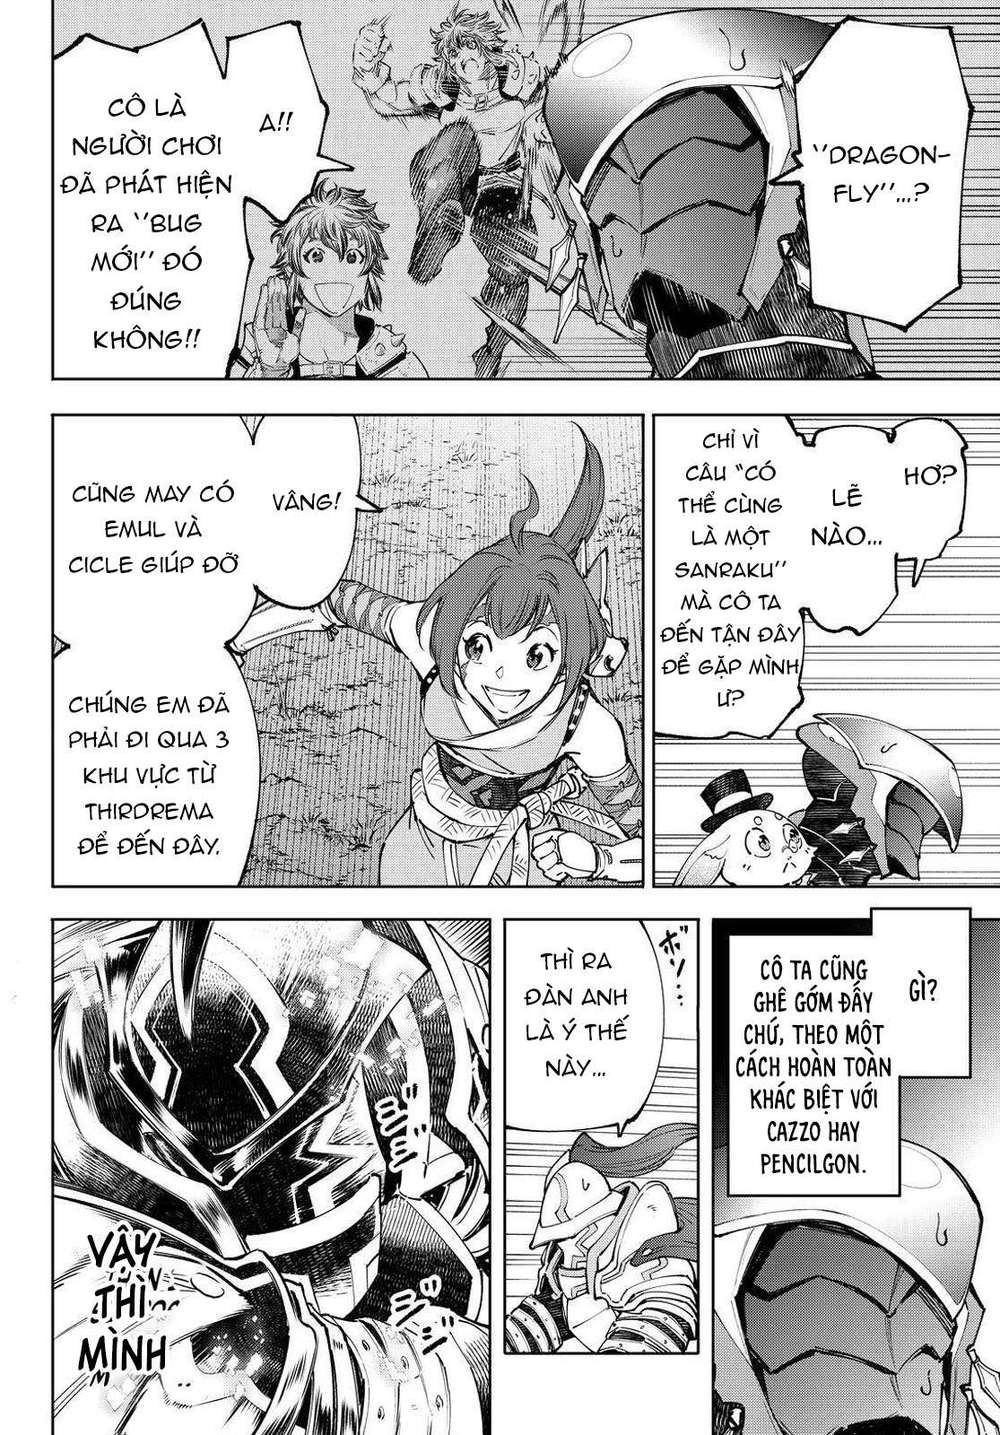 "DRAGON-
FLY"...?
A!!
CÔ LÀ
NGƯỜI CHƠI
ĐÃ PHÁT HIỆN
RA "BUG
MỚI" ĐÓ
ĐÚNG
KHÔNG!!
HƠ?
LẼ
NÀO...
CHỈ VÌ
CÂU "CÓ
THỂ CÙNG
LÀ MỘT
SANRAKU"
MÀ CÔ TA
ĐẾN TẬN ĐÂY
ĐỂ GẶP MÌNH
Ư?
VÂNG!
CŨNG MAY CÓ
EMUL VÀ
CICLE GIÚP ĐỠ
CHÚNG EM ĐÃ
PHẢI ĐI QUA 3
KHU VỰC TỪ
THIRDREMA
ĐỂ ĐẾN ĐÂY.
GÌ?
CÔ TA CŨNG
GHÊ GỚM ĐẤY
CHỨ, THEO MỘT
CÁCH HOÀN TOÀN
KHÁC BIỆT VỚI
CAZZO HAY
PENCILGON.
ボソ...
THÌ RA
ĐÀN ANH
LÀ Ý THẾ
NÀY...
VẬY
THÌ
MÌNH